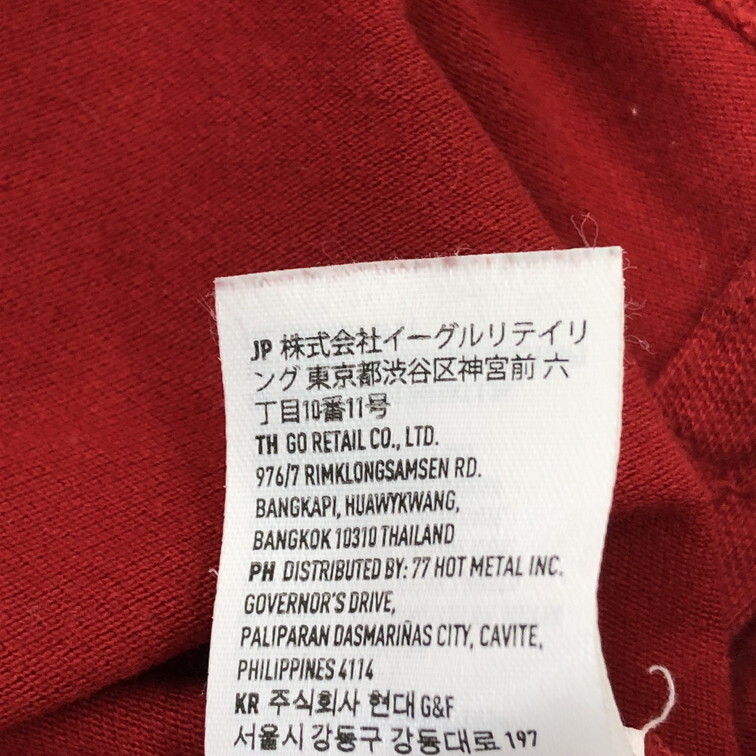 JP 株式会社イーグルリテイリ
ング 東京都渋谷区神宮前 六
丁目10番11号
TH GO RETAIL CO., LTD.
976/7 RIMKLONGSAMSEN RD.
BANGKAPI, HUAWYKWANG,
BANGKOK 10310 THAILAND
PH DISTRIBUTED BY: 77 HOT METAL INC.
GOVERNOR'S DRIVE,
PALIPARAN DASMARIÑAS CITY, CAVITE,
PHILIPPINES 4114
KR 주식회사 현대 G&F
서울시 강동구 강동대로 197